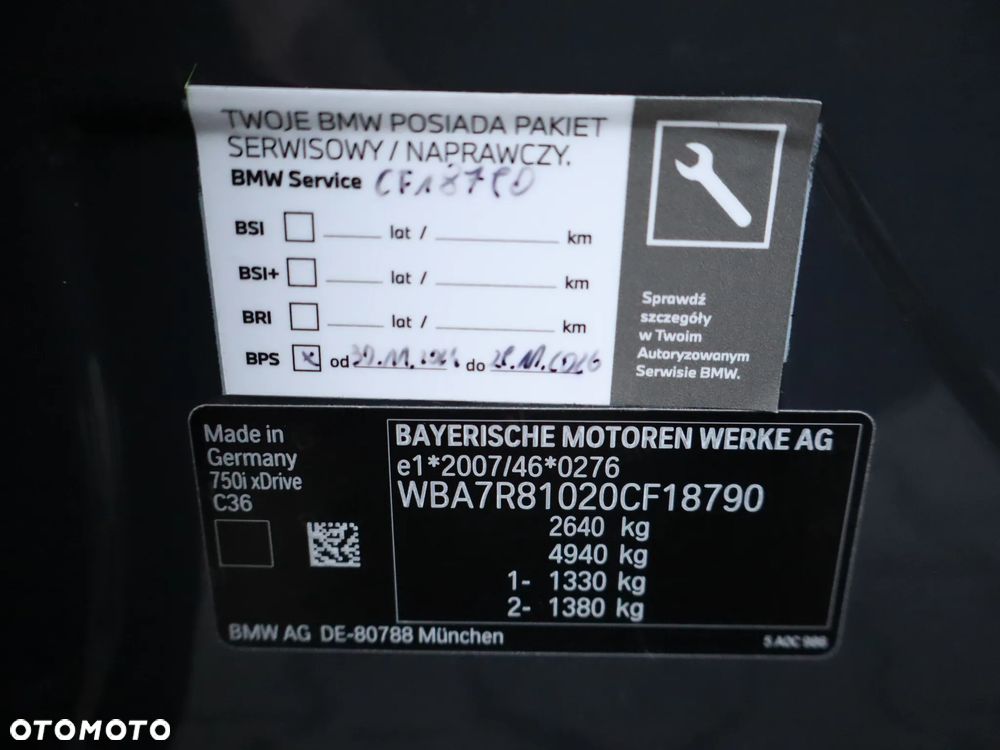 TWOJE BMW POSIADA PAKIET
SERWISOWY / NAPRAWCZY.
BMW Service CF18790
BSI lat / km
BSI+ lat / km
BRI lat / km
BPS x od do
Sprawdź
szczegóły
w Twoim
Autoryzowanym
Serwisie BMW.
Made in
Germany
750i xDrive
C36
BAYERISCHE MOTOREN WERKE AG
e1*2007/46*0276
WBA7R81020CF18790
2640 kg
4940 kg
1- 1330 kg
2- 1380 kg
BMW AG DE-80788 München
5 A0C 986
OTOMOTO